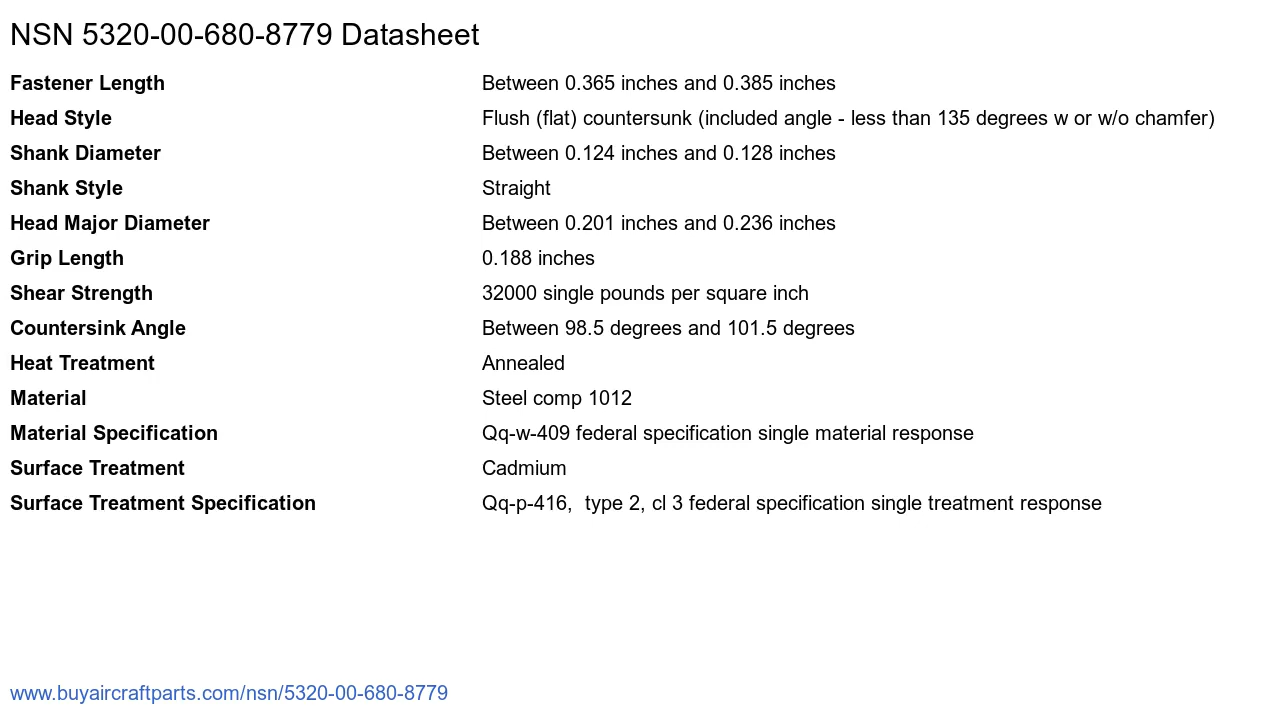 NSN 5320-00-680-8779 Datasheet
Fastener Length Between 0.365 inches and 0.385 inches
Head Style Flush (flat) countersunk (included angle - less than 135 degrees w or w/o chamfer)
Shank Diameter Between 0.124 inches and 0.128 inches
Shank Style Straight
Head Major Diameter Between 0.201 inches and 0.236 inches
Grip Length 0.188 inches
Shear Strength 32000 single pounds per square inch
Countersink Angle Between 98.5 degrees and 101.5 degrees
Heat Treatment Annealed
Material Steel comp 1012
Material Specification Qq-w-409 federal specification single material response
Surface Treatment Cadmium
Surface Treatment Specification Qq-p-416,  type 2, cl 3 federal specification single treatment response
www.buyaircraftparts.com/nsn/5320-00-680-8779